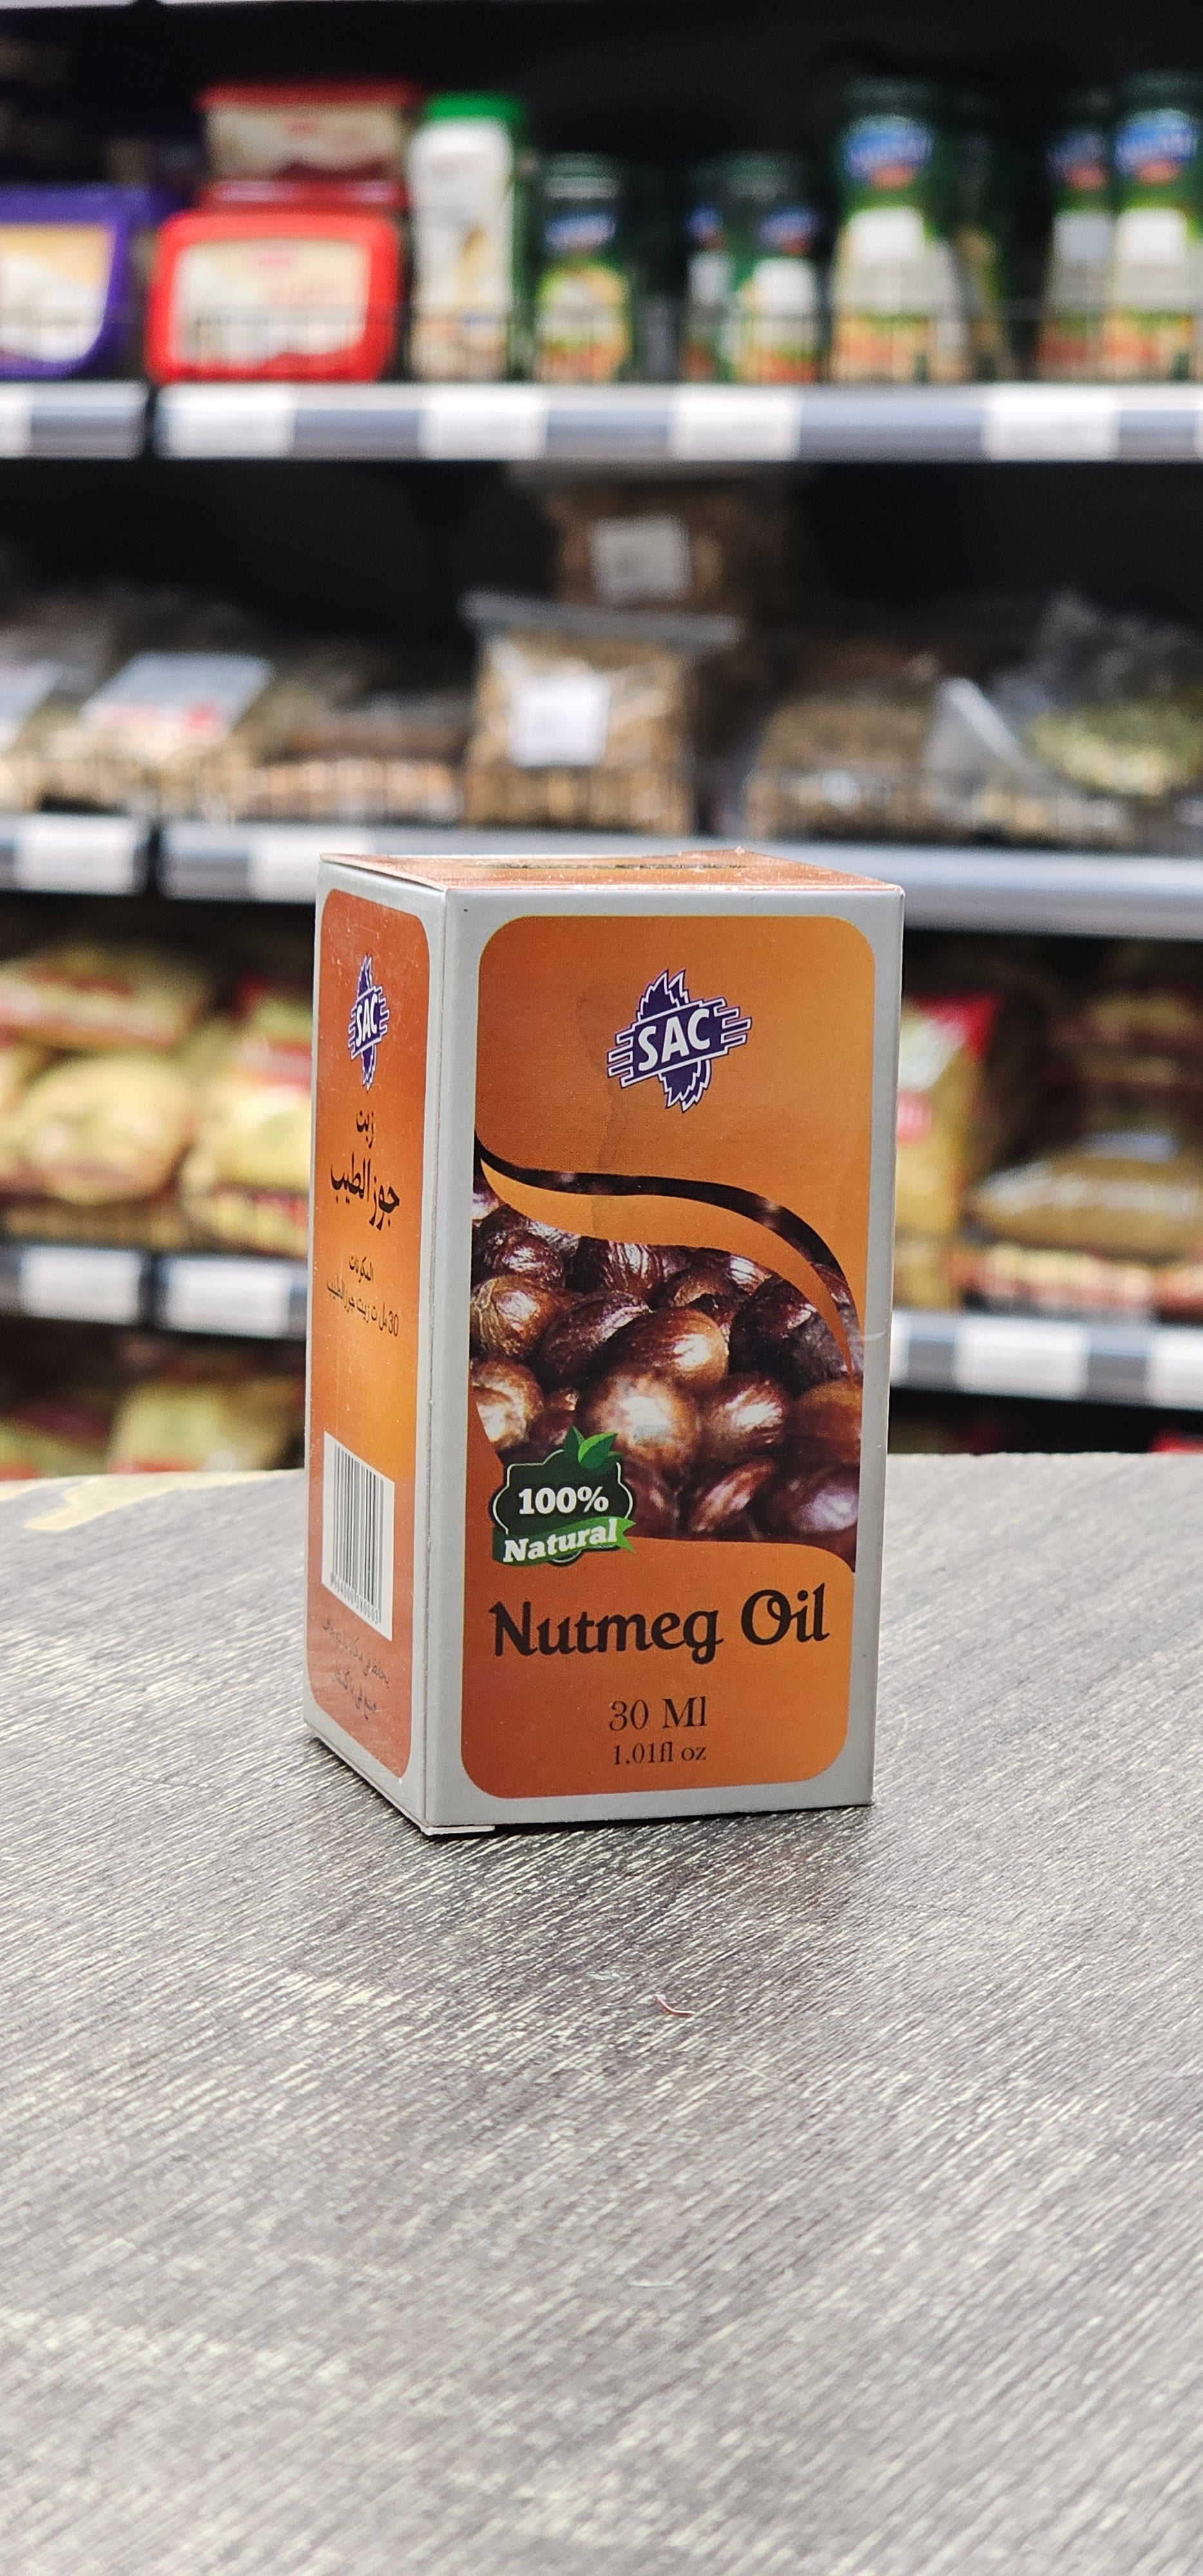 SAC
100%
Natural
Nutmeg Oil
30 Ml
1.01fl oz
SAC
زيت
جوز الطيب
المكونات
30 مل ت زيت جوز الطيب